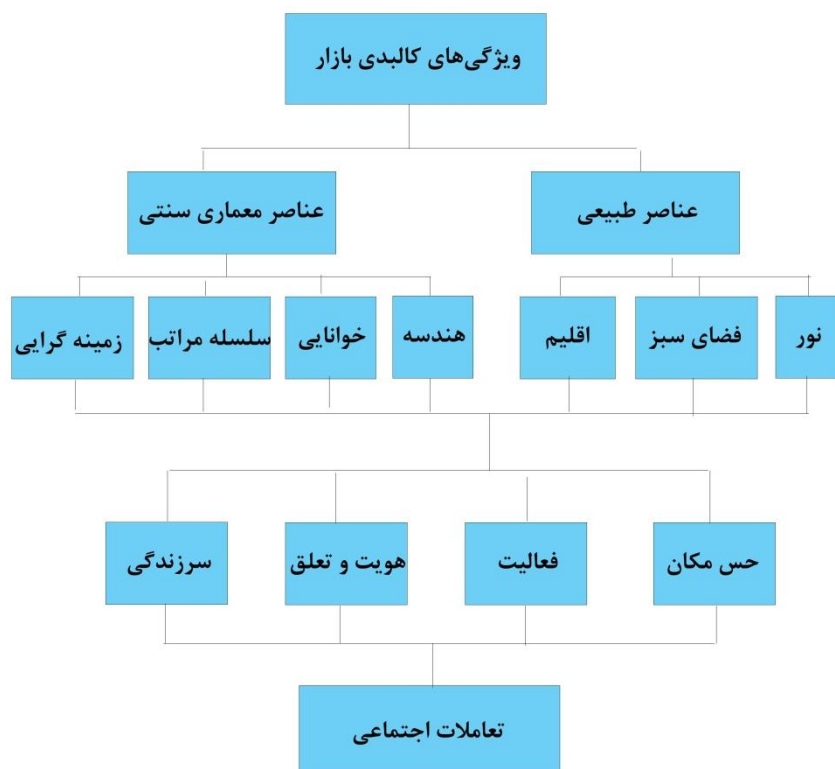 ویژگی‌های کالبدی بازار
عناصر طبیعی
عناصر معماری سنتی
نور
فضای سبز
اقلیم
هندسه
خوانایی
سلسله مراتب
زمینه گرایی
حس مکان
فعالیت
هویت و تعلق
سرزندگی
تعاملات اجتماعی